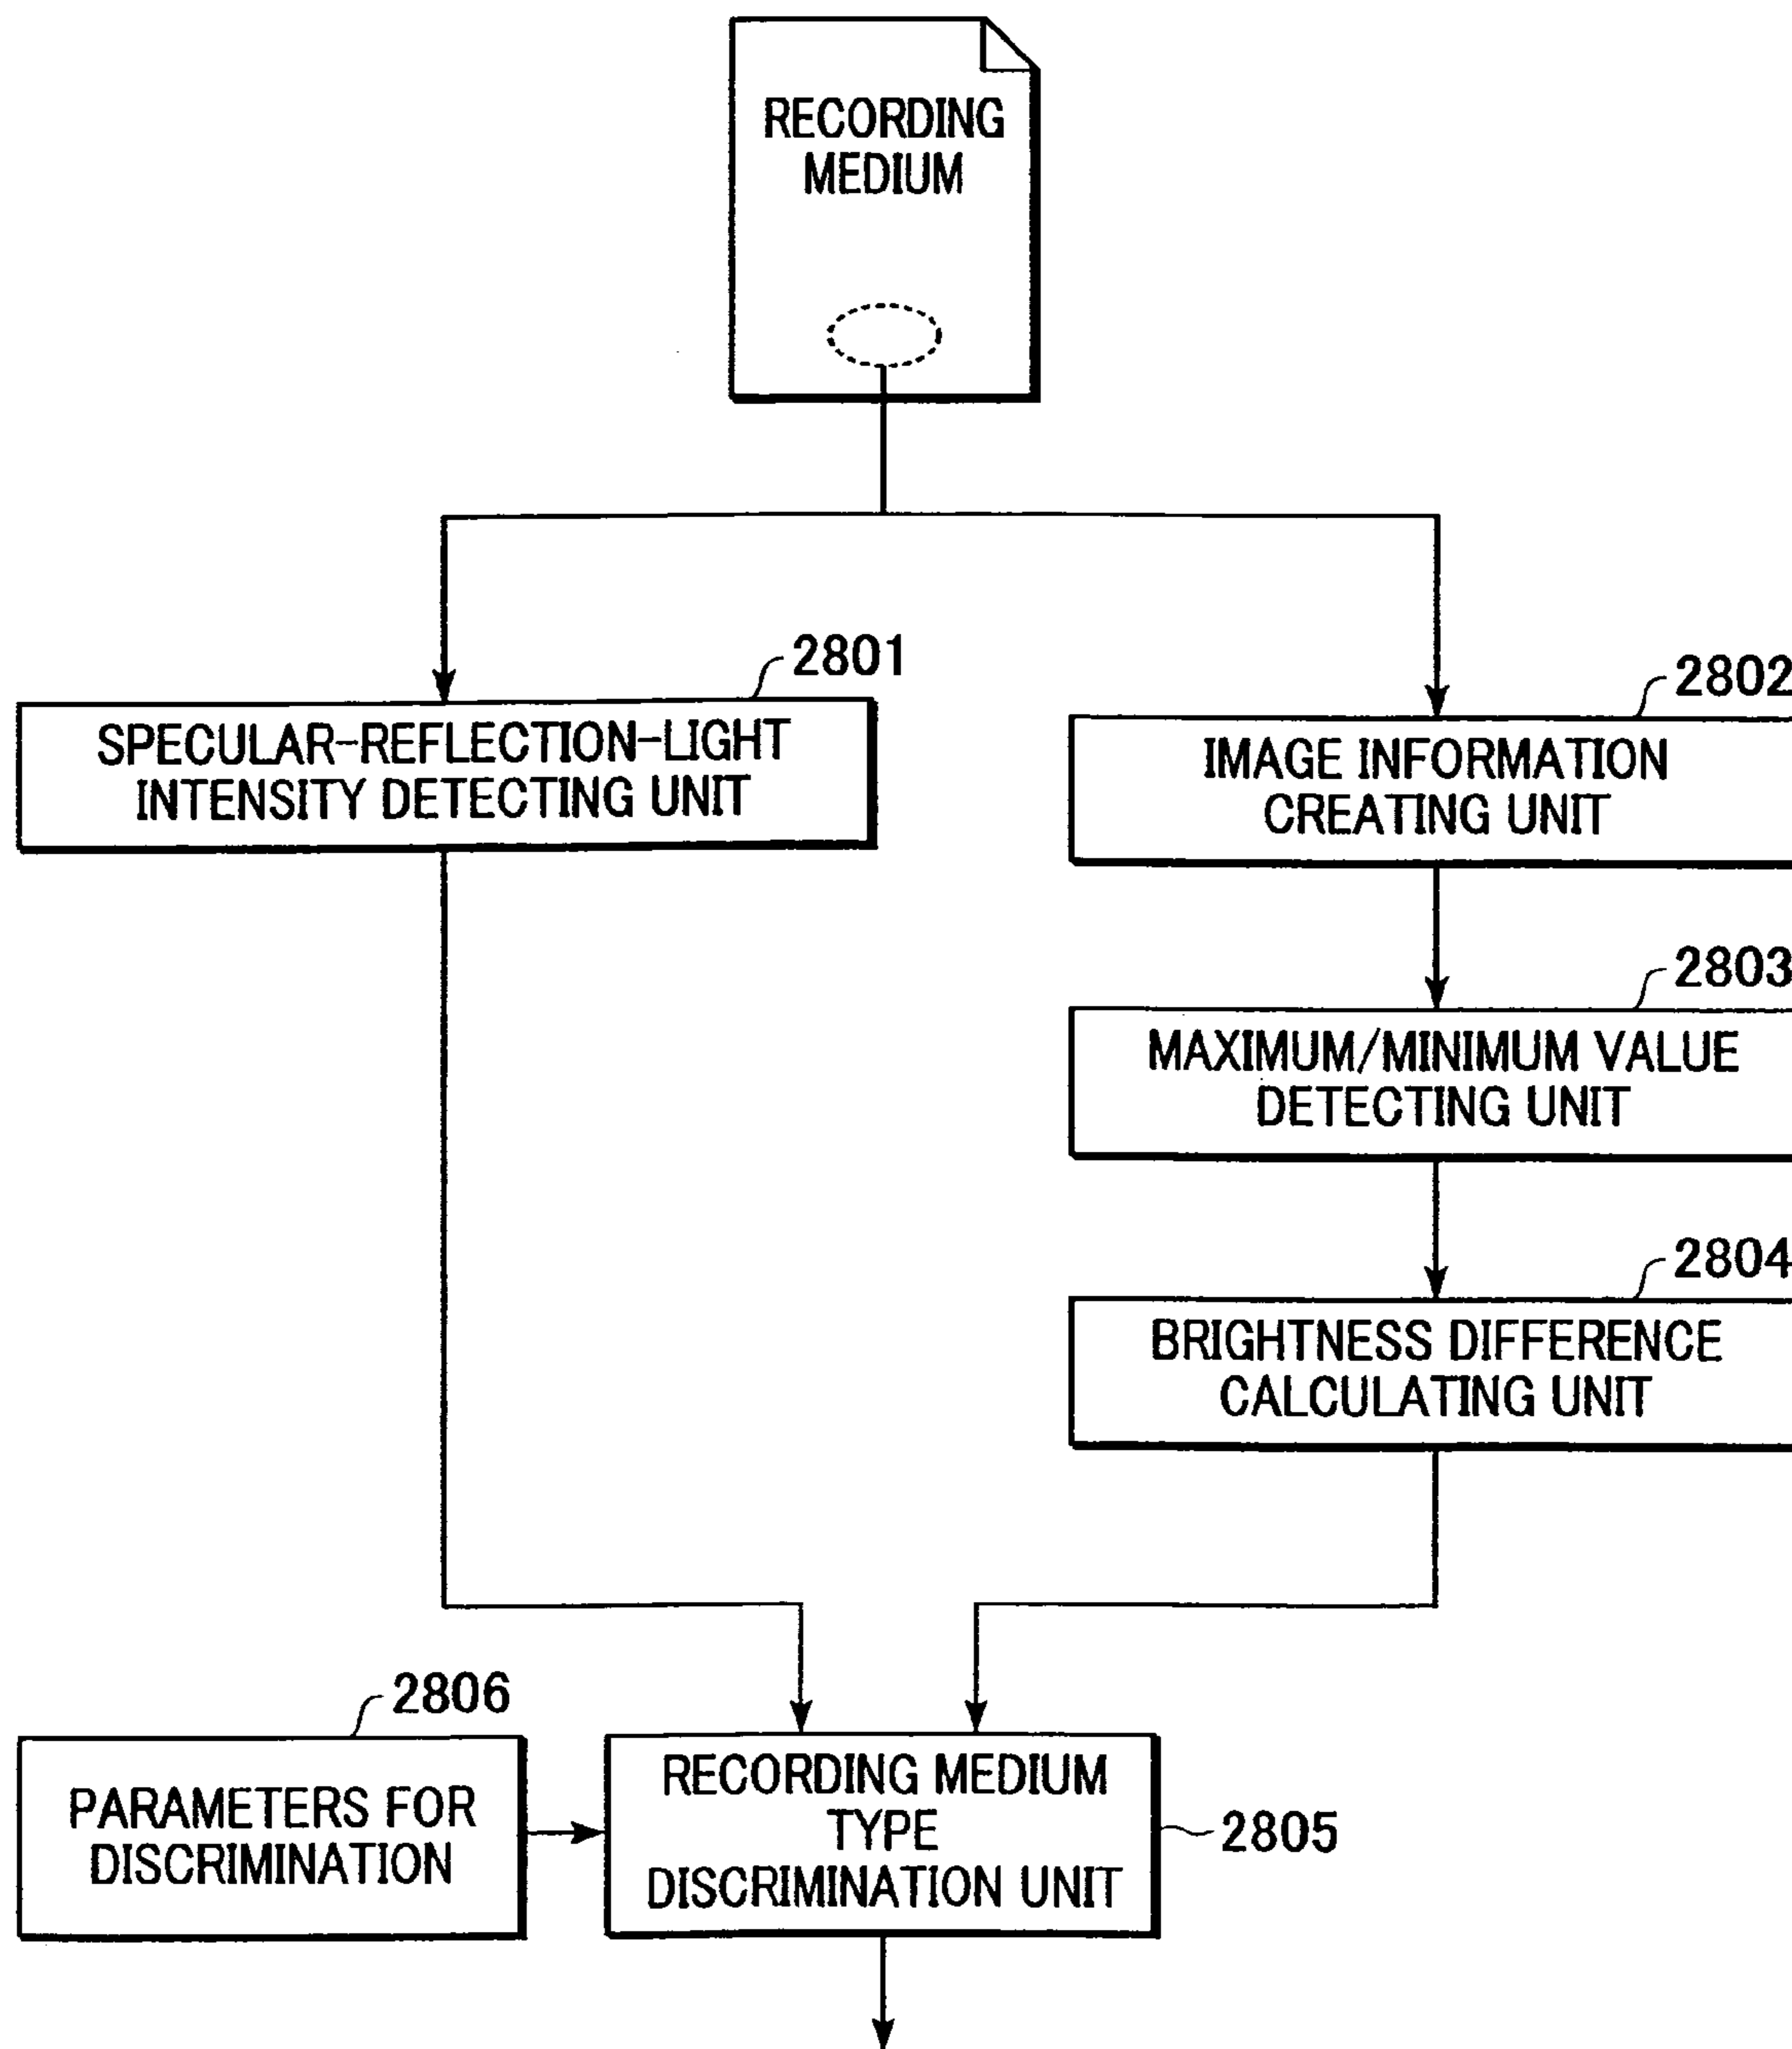 RECORDING
MEDIUM
2801
SPECULAR-REFLECTION-LIGHT
INTENSITY DETECTING UNIT
2802
IMAGE INFORMATION
CREATING UNIT
2803
MAXIMUM/MINIMUM VALUE
DETECTING UNIT
2804
BRIGHTNESS DIFFERENCE
CALCULATING UNIT
2806
PARAMETERS FOR
DISCRIMINATION
RECORDING MEDIUM
TYPE
DISCRIMINATION UNIT
2805